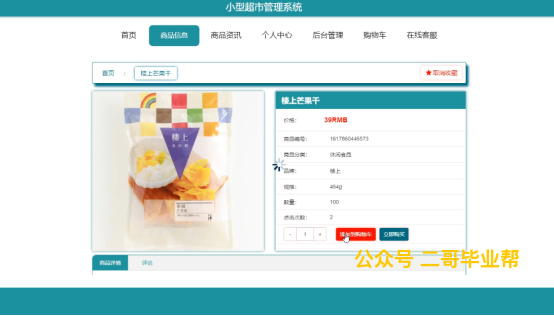 小型超市管理系统
首页 商品信息 商品资讯 个人中心 后台管理 购物车 在线客服
首页 / 楼上芒果干 ★取消收藏
楼上芒果干
价格： 39RMB
商品编号： 1617860446573
商品分类： 休闲食品
品牌： 楼上
规格： 454g
数量： 100
点击次数： 2
- 1 + 添加到购物车 立即购买
公众号 二哥毕业帮
商品详情 评论
楼上